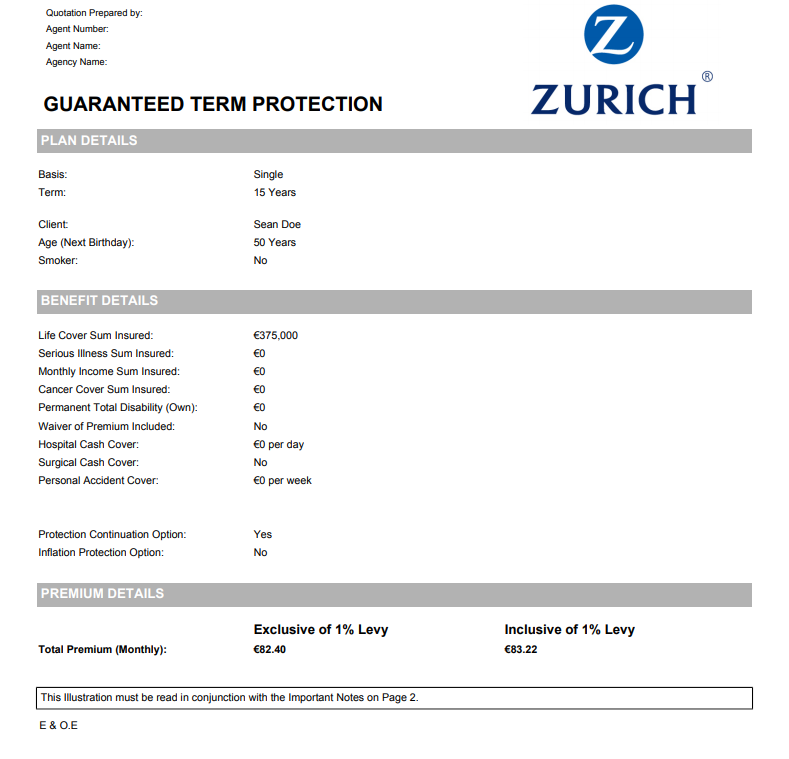 Quotation Prepared by:
Agent Number:
Agent Name:
Agency Name:
Z
ZURICH®
GUARANTEED TERM PROTECTION
PLAN DETAILS
Basis: Single
Term: 15 Years
Client: Sean Doe
Age (Next Birthday): 50 Years
Smoker: No
BENEFIT DETAILS
Life Cover Sum Insured: €375,000
Serious Illness Sum Insured: €0
Monthly Income Sum Insured: €0
Cancer Cover Sum Insured: €0
Permanent Total Disability (Own): €0
Waiver of Premium Included: No
Hospital Cash Cover: €0 per day
Surgical Cash Cover: No
Personal Accident Cover: €0 per week
Protection Continuation Option: Yes
Inflation Protection Option: No
PREMIUM DETAILS
Exclusive of 1% Levy Inclusive of 1% Levy
Total Premium (Monthly): €82.40 €83.22
This Illustration must be read in conjunction with the Important Notes on Page 2.
E & O.E